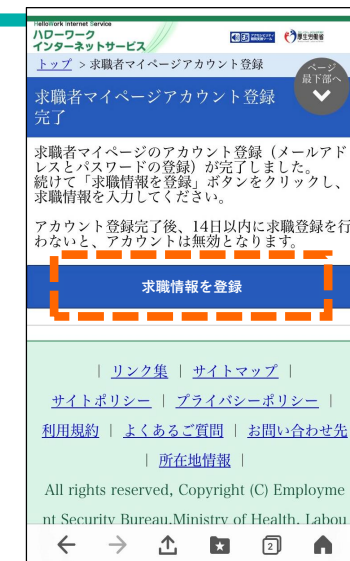 HelloWork Internet Service
ハローワーク
インターネットサービス
厚生労働省
トップ > 求職者マイページアカウント登録
ページ
最下部へ
求職者マイページアカウント登録
完了
求職者マイページのアカウント登録（メールアド
レスとパスワードの登録）が完了しました。
続けて「求職情報を登録」ボタンをクリックし、
求職情報を入力してください。
アカウント登録完了後、14日以内に求職登録を行
わないと、アカウントは無効となります。
求職情報を登録
| リンク集 | サイトマップ |
サイトポリシー | プライバシーポリシー |
利用規約 | よくあるご質問 | お問い合わせ先
| 所在地情報 |
All rights reserved, Copyright (C) Employme
nt Security Bureau,Ministry of Health, Labou
2